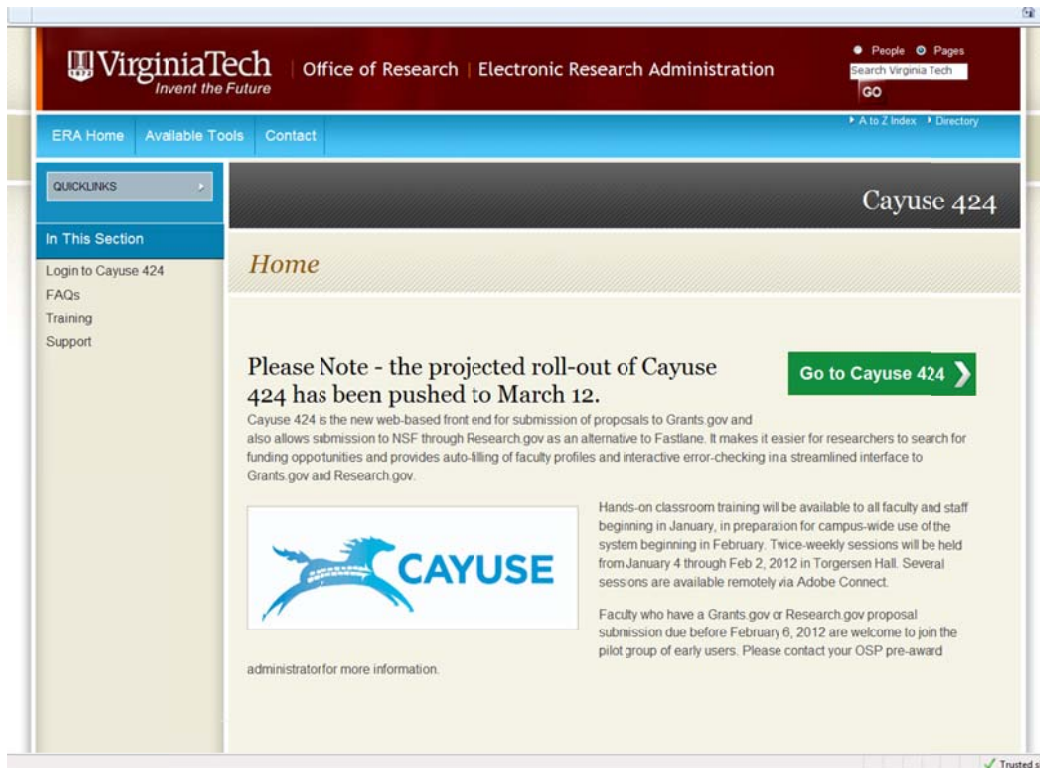 VirginiaTech
1872
Invent the Future
Office of Research | Electronic Research Administration
People Pages
Search Virginia Tech
GO
A to Z Index Directory
ERA Home Available Tools Contact
QUICKLINKS
Cayuse 424
In This Section
Home
Login to Cayuse 424
FAQs
Training
Support
Please Note - the projected roll-out of Cayuse
424 has been pushed to March 12.
Go to Cayuse 424
Cayuse 424 is the new web-based front end for submission of proposals to Grants.gov and
also allows submission to NSF through Research.gov as an alternative to Fastlane. It makes it easier for researchers to search for
funding oppotunities and provides auto-filling of faculty profiles and interactive error-checking in a streamlined interface to
Grants.gov and Research.gov.
CAYUSE
Hands-on classroom training will be available to all faculty and staff
beginning in January, in preparation for campus-wide use of the
system beginning in February. Twice-weekly sessions will be held
from January 4 through Feb 2, 2012 in Torgersen Hall. Several
sessions are available remotely via Adobe Connect.
Faculty who have a Grants.gov or Research.gov proposal
submission due before February 6, 2012 are welcome to join the
pilot group of early users. Please contact your OSP pre-award
administrator for more information.
Trusted s